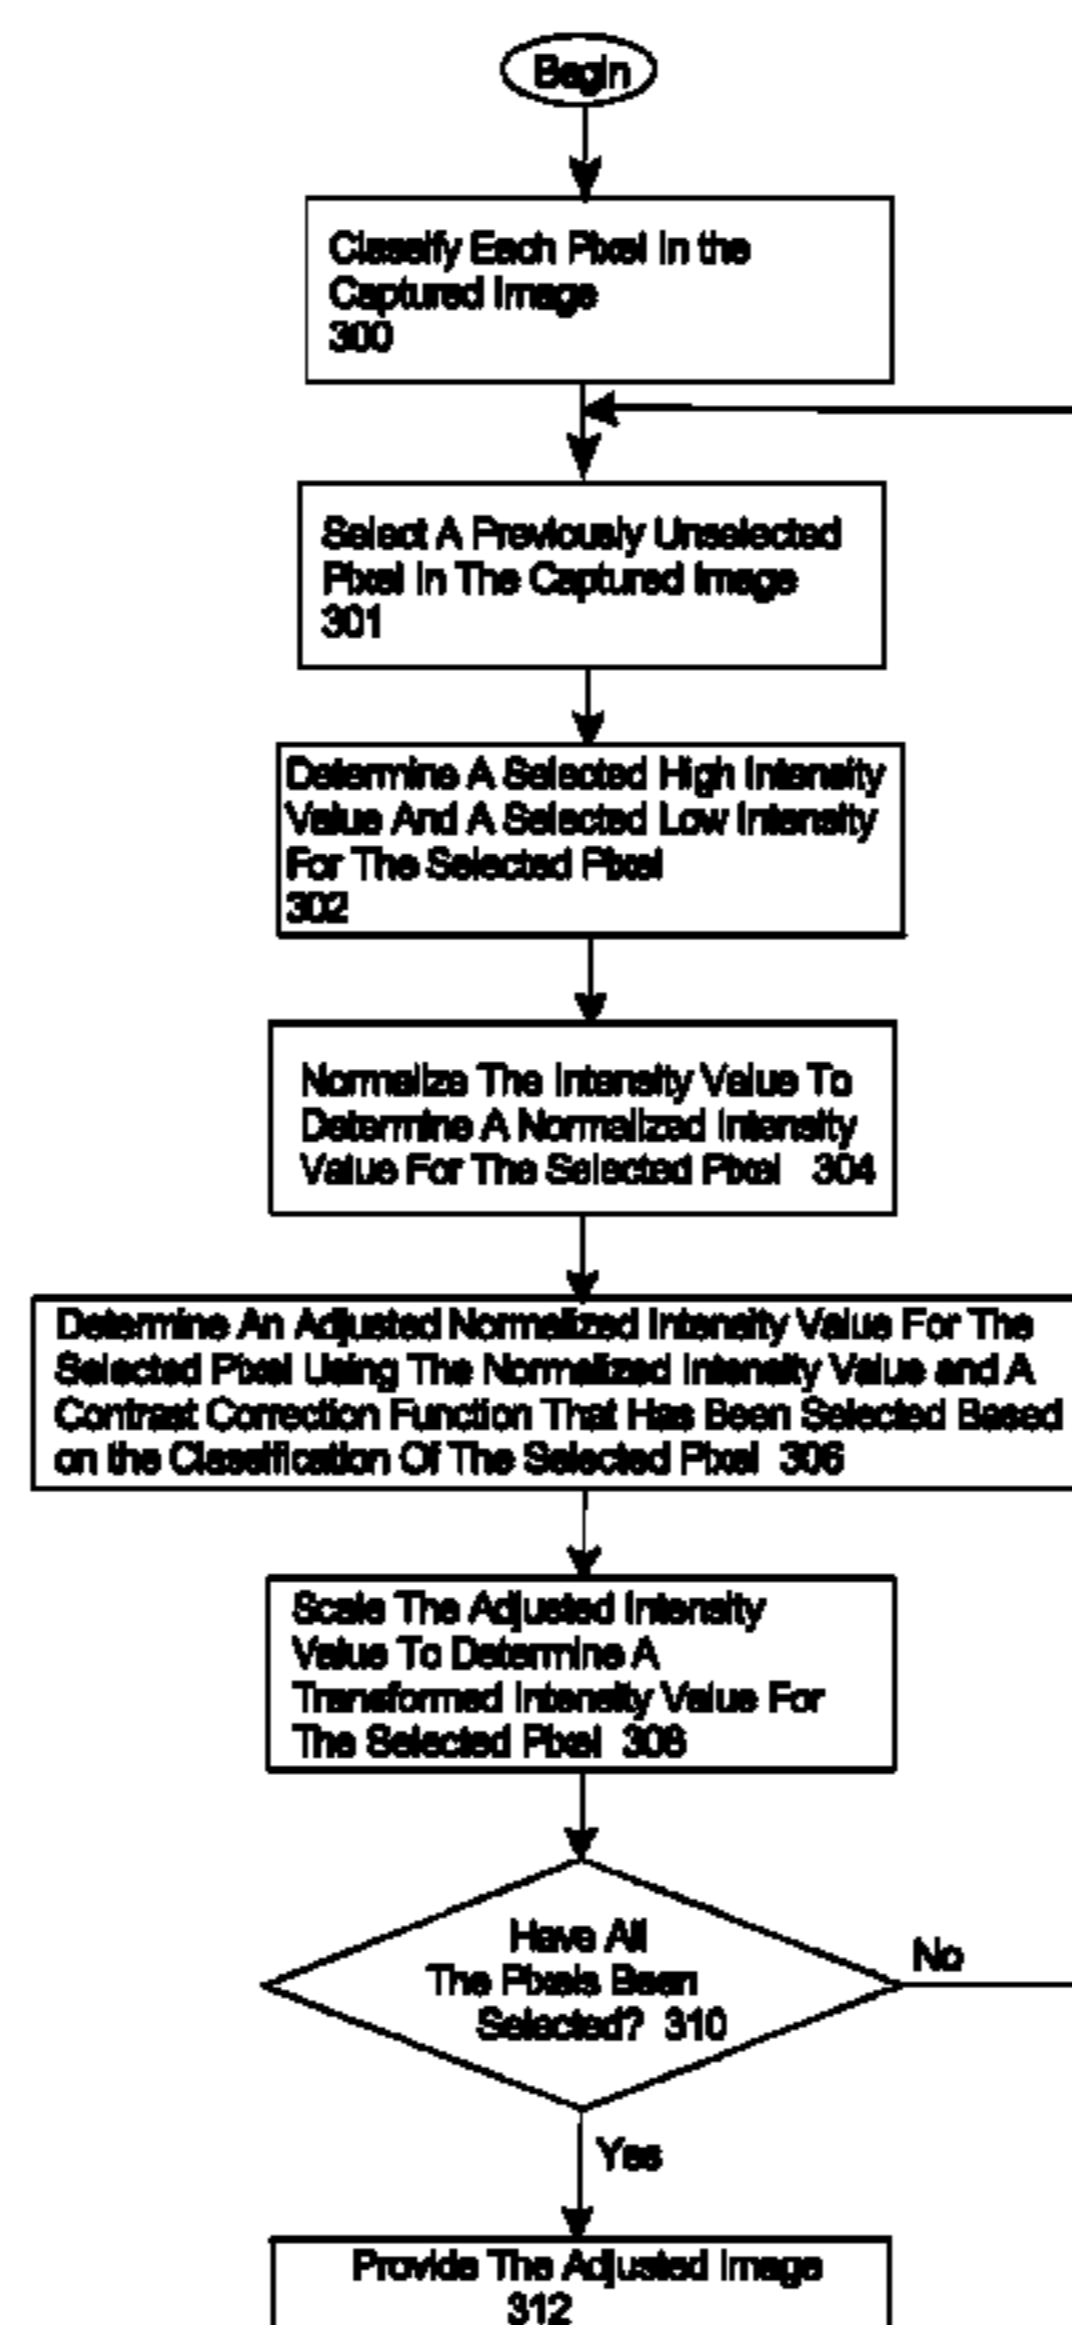 Begin
Classify Each Pixel In the
Captured Image
300
Select A Previously Unselected
Pixel In The Captured Image
301
Determine A Selected High Intensity
Value And A Selected Low Intensity
For The Selected Pixel
302
Normalize The Intensity Value To
Determine A Normalized Intensity
Value For The Selected Pixel 304
Determine An Adjusted Normalized Intensity Value For The
Selected Pixel Using The Normalized Intensity Value and A
Contrast Correction Function That Has Been Selected Based
on the Classification Of The Selected Pixel 306
Scale The Adjusted Intensity
Value To Determine A
Transformed Intensity Value For
The Selected Pixel 308
Have All
The Pixels Been
Selected? 310
No
Yes
Provide The Adjusted Image
312